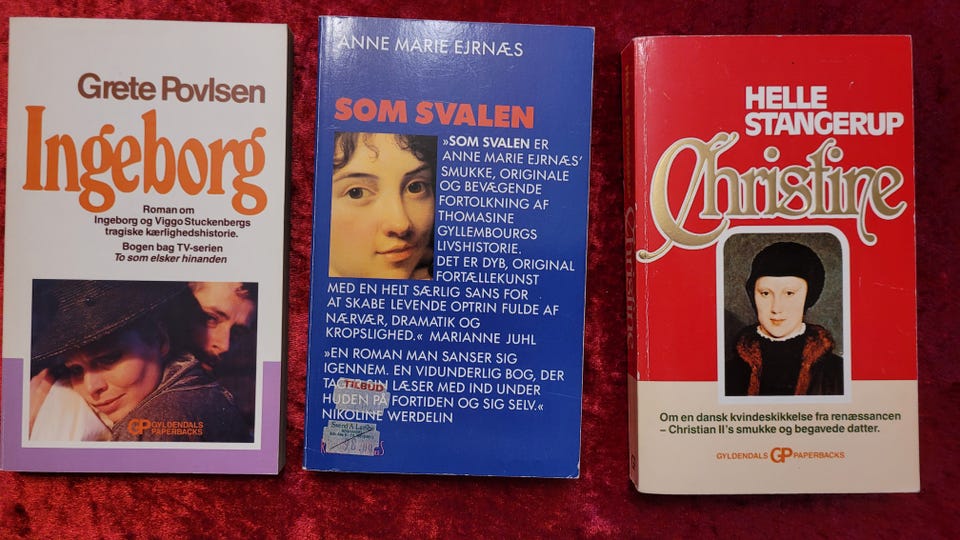 Grete Povlsen
Ingeborg
Roman om
Ingeborg og Viggo Stuckenbergs
tragiske kærlighedshistorie.
Bogen bag TV-serien
To som elsker hinanden
GP GYLDENDALS
PAPERBACKS
ANNE MARIE EJRNÆS
SOM SVALEN
»SOM SVALEN ER
ANNE MARIE EJRNÆS'
SMUKKE, ORIGINALE
OG BEVÆGENDE
FORTOLKNING AF
THOMASINE
GYLLEMBOURGS
LIVSHISTORIE.
DET ER DYB, ORIGINAL
FORTÆLLEKUNST
MED EN HELT SÆRLIG SANS FOR
AT SKABE LEVENDE OPTRIN FULDE AF
NÆRVÆR, DRAMATIK OG
KROPSLIGHED.« MARIANNE JUHL
»EN ROMAN MAN SANSER SIG
IGENNEM. EN VIDUNDERLIG BOG, DER
LÆSER MED IND UNDER
HUDEN PÅ FORTIDEN OG SIG SELV.«
NIKOLINE WERDELIN
TILBUD
HELLE
STANGERUP
Christine
Om en dansk kvindeskikkelse fra renæssancen
– Christian II's smukke og begavede datter.
GYLDENDALS GP PAPERBACKS
Christine
G